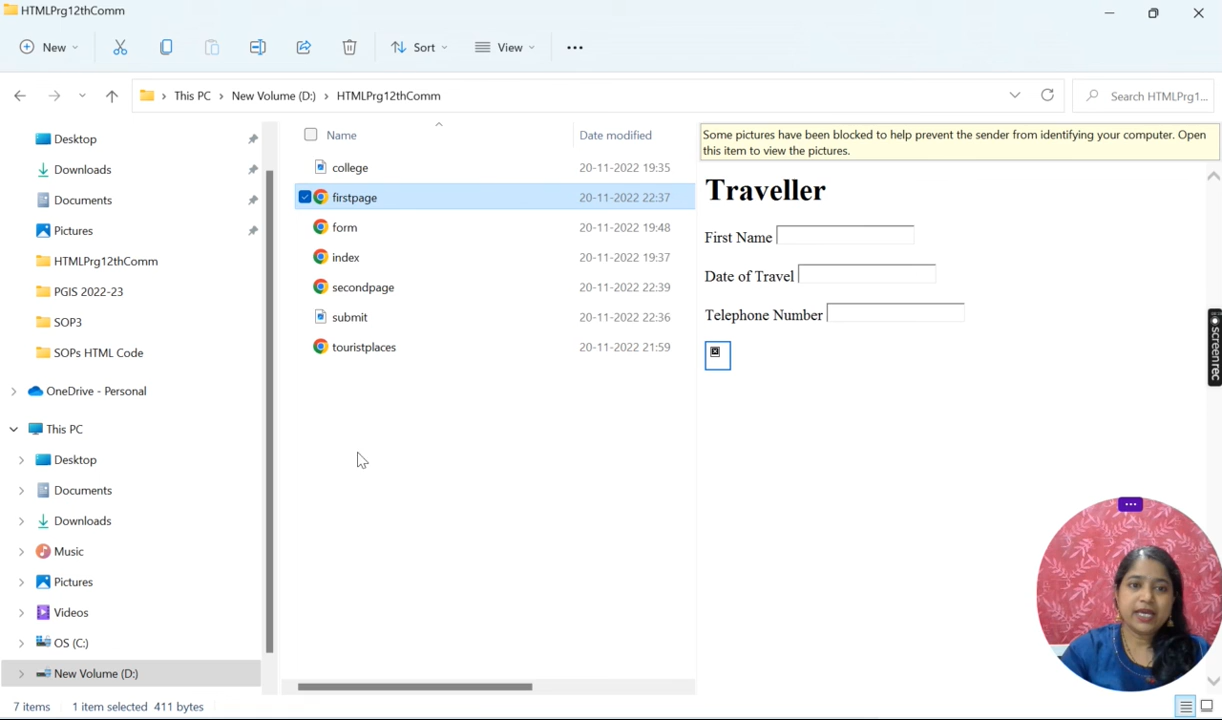 HTMLPrg12thComm
New
Sort
View
This PC
New Volume (D:)
HTMLPrg12thComm
Search HTMLPrg1...
Desktop
Downloads
Documents
Pictures
HTMLPrg12thComm
PGIS 2022-23
SOP3
SOPs HTML Code
OneDrive - Personal
This PC
Desktop
Documents
Downloads
Music
Pictures
Videos
OS (C:)
New Volume (D:)
Name Date modified
college 20-11-2022 19:35
firstpage 20-11-2022 22:37
form 20-11-2022 19:48
index 20-11-2022 19:37
secondpage 20-11-2022 22:39
submit 20-11-2022 22:36
touristplaces 20-11-2022 21:59
Some pictures have been blocked to help prevent the sender from identifying your computer. Open
this item to view the pictures.
Traveller
First Name
Date of Travel
Telephone Number
screenrec
7 items 1 item selected 411 bytes